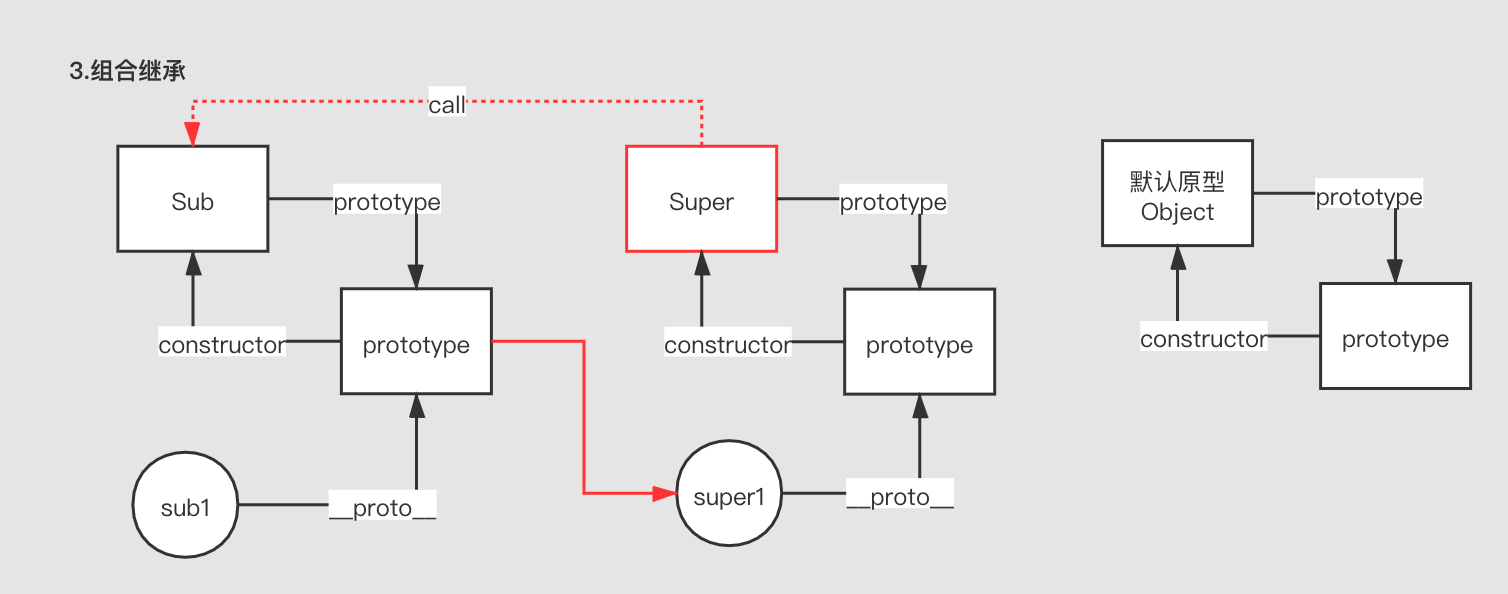 3.组合继承
call
Sub
prototype
Super
prototype
默认原型
Object
prototype
constructor
prototype
constructor
prototype
constructor
prototype
sub1
__proto__
super1
__proto__